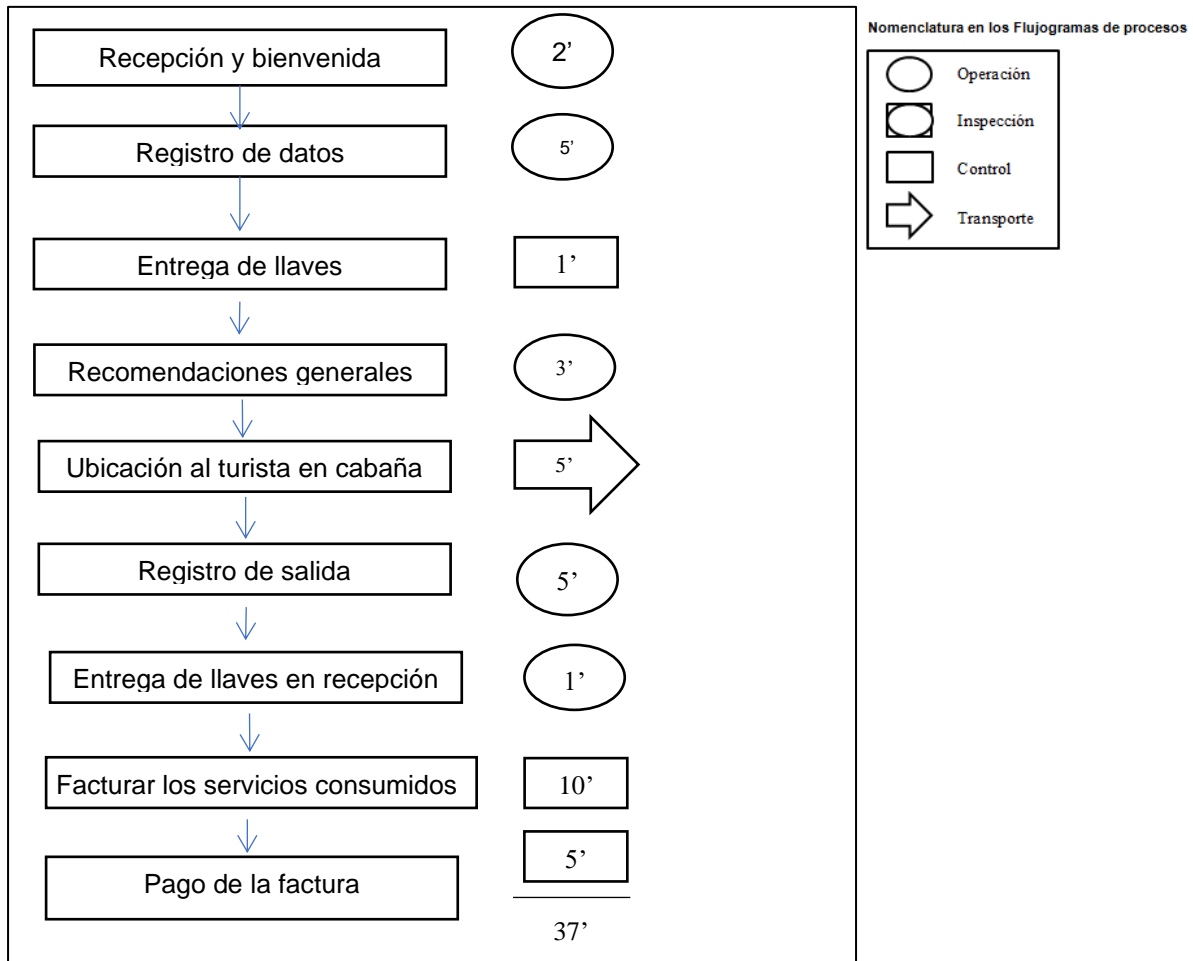 Recepción y bienvenida 2’
Registro de datos 5’
Entrega de llaves 1’
Recomendaciones generales 3’
Ubicación al turista en cabaña 5’
Registro de salida 5’
Entrega de llaves en recepción 1’
Facturar los servicios consumidos 10’
Pago de la factura 5’
37’
Nomenclatura en los Flujogramas de procesos
Operación
Inspección
Control
Transporte